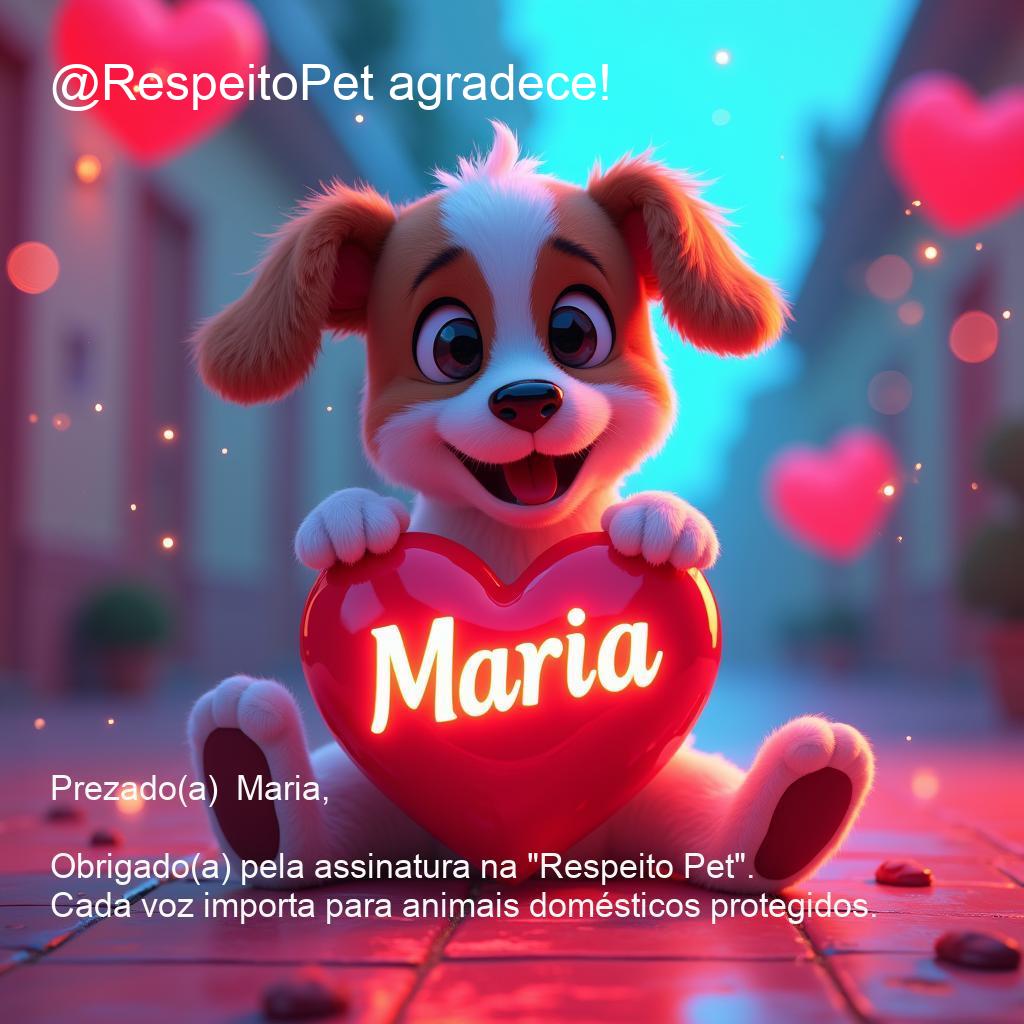 @RespeitoPet agradece!
Maria
Prezado(a) Maria,
Obrigado(a) pela assinatura na "Respeito Pet".
Cada voz importa para animais domésticos protegidos.